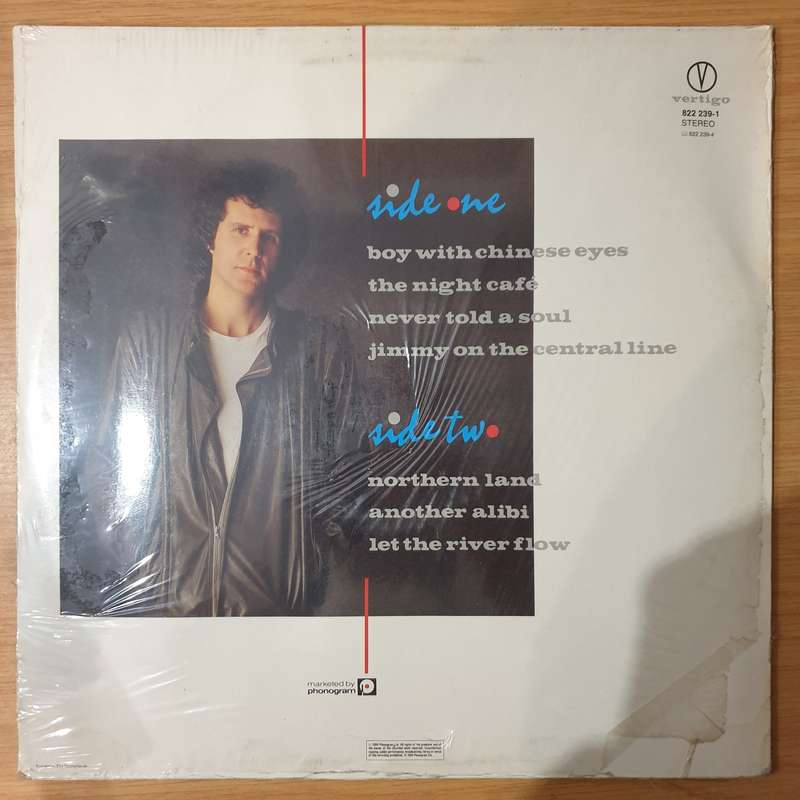 vertigo
822 239-1
STEREO
side one
boy with chinese eyes
the night café
never told a soul
jimmy on the central line
side two
northern land
another alibi
let the river flow
marketed by
phonogram